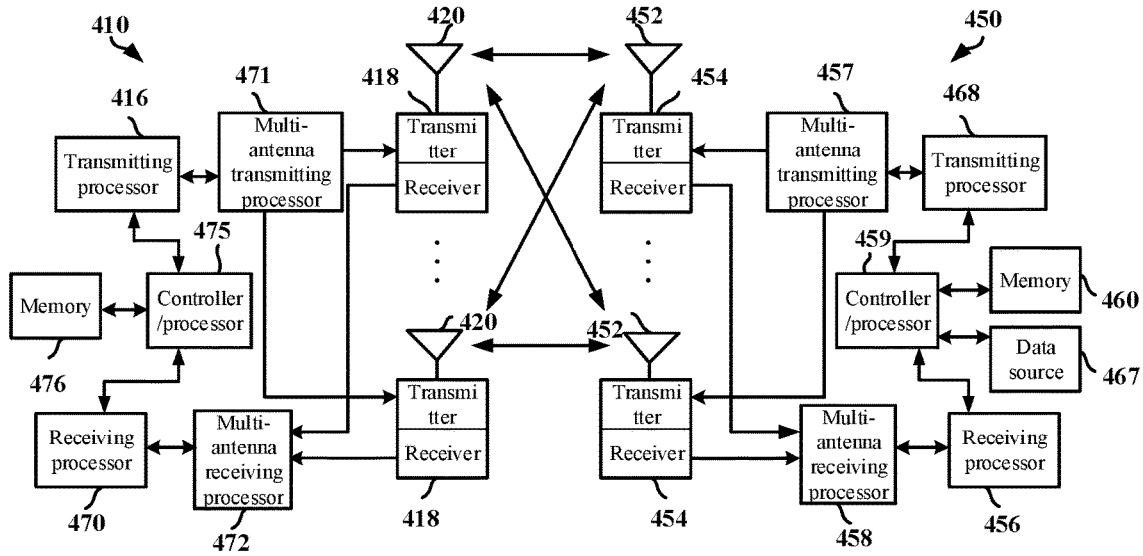 410
420
452
450
471
418
454
457
468
416
Multi-
antenna
transmitting
processor
Transmi
tter
Receiver
Transmi
tter
Receiver
Multi-
antenna
transmitting
processor
Transmitting
processor
Transmitting
processor
475
459
Memory
Controller
/processor
Controller
/processor
Memory
460
476
420
452
Data
source
467
Receiving
processor
Multi-
antenna
receiving
processor
Transmi
tter
Receiver
Transmi
tter
Receiver
Multi-
antenna
receiving
processor
Receiving
processor
470
472
418
454
458
456